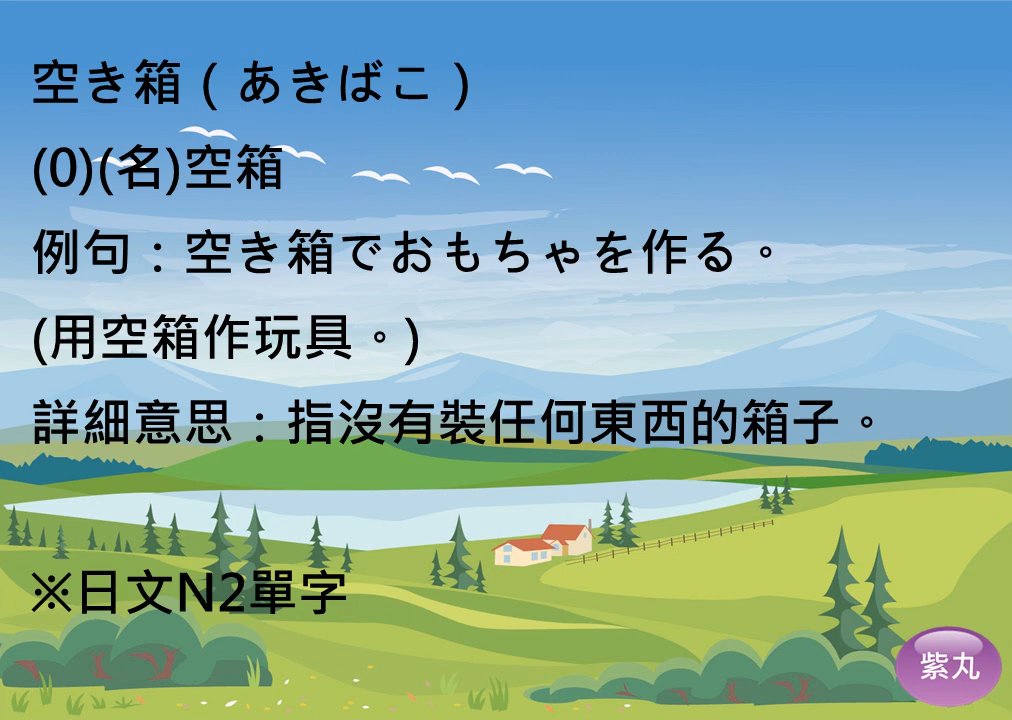 空き箱（あきばこ）
(0)(名)空箱
例句：空き箱でおもちゃを作る。
(用空箱作玩具。)
詳細意思：指沒有裝任何東西的箱子。
※日文N2單字
紫丸